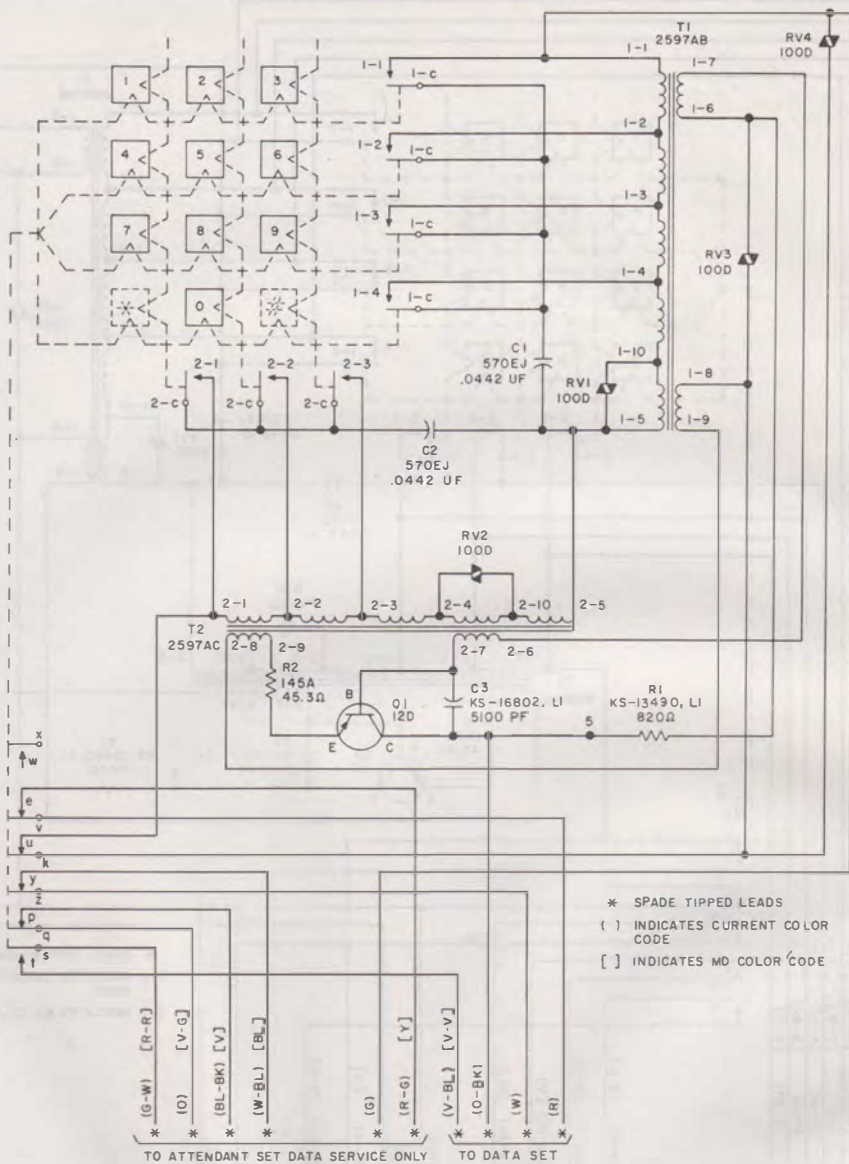 T1
2597AB
RV4
100D
1-1
1-7
1 2 3
1-1
1-c
1-6
1-2
4 5 6
1-2
1-c
1-3
7 8 9
1-3
1-c
RV3
100D
1-4
* 0
1-4
1-c
1-10
C1
570EJ
.0442 UF
RV1
100D
1-8
2-1 2-2 2-3
2-c 2-c 2-c
1-5 1-9
C2
570EJ
.0442 UF
RV2
100D
2-1 2-2 2-3 2-4 2-10 2-5
T2
2597AC
2-8 2-9 2-7 2-6
R2
145A
45.3Ω
B
Q1
12D
E C
C3
KS-16802, L1
5100 PF
5
R1
KS-13490, L1
820Ω
x
w
e
v
u
k
y
z
p
q
s
t
* SPADE TIPPED LEADS
( ) INDICATES CURRENT COLOR
CODE
[ ] INDICATES MD COLOR CODE
(G-W) [R-R]
(O) [V-G]
(BL-BK) [V]
(W-BL) [BL]
(G)
(R-G) [Y]
(V-BL) [V-V]
(O-BK)
(W)
(R)
* * * * * * * * * *
TO ATTENDANT SET DATA SERVICE ONLY TO DATA SET